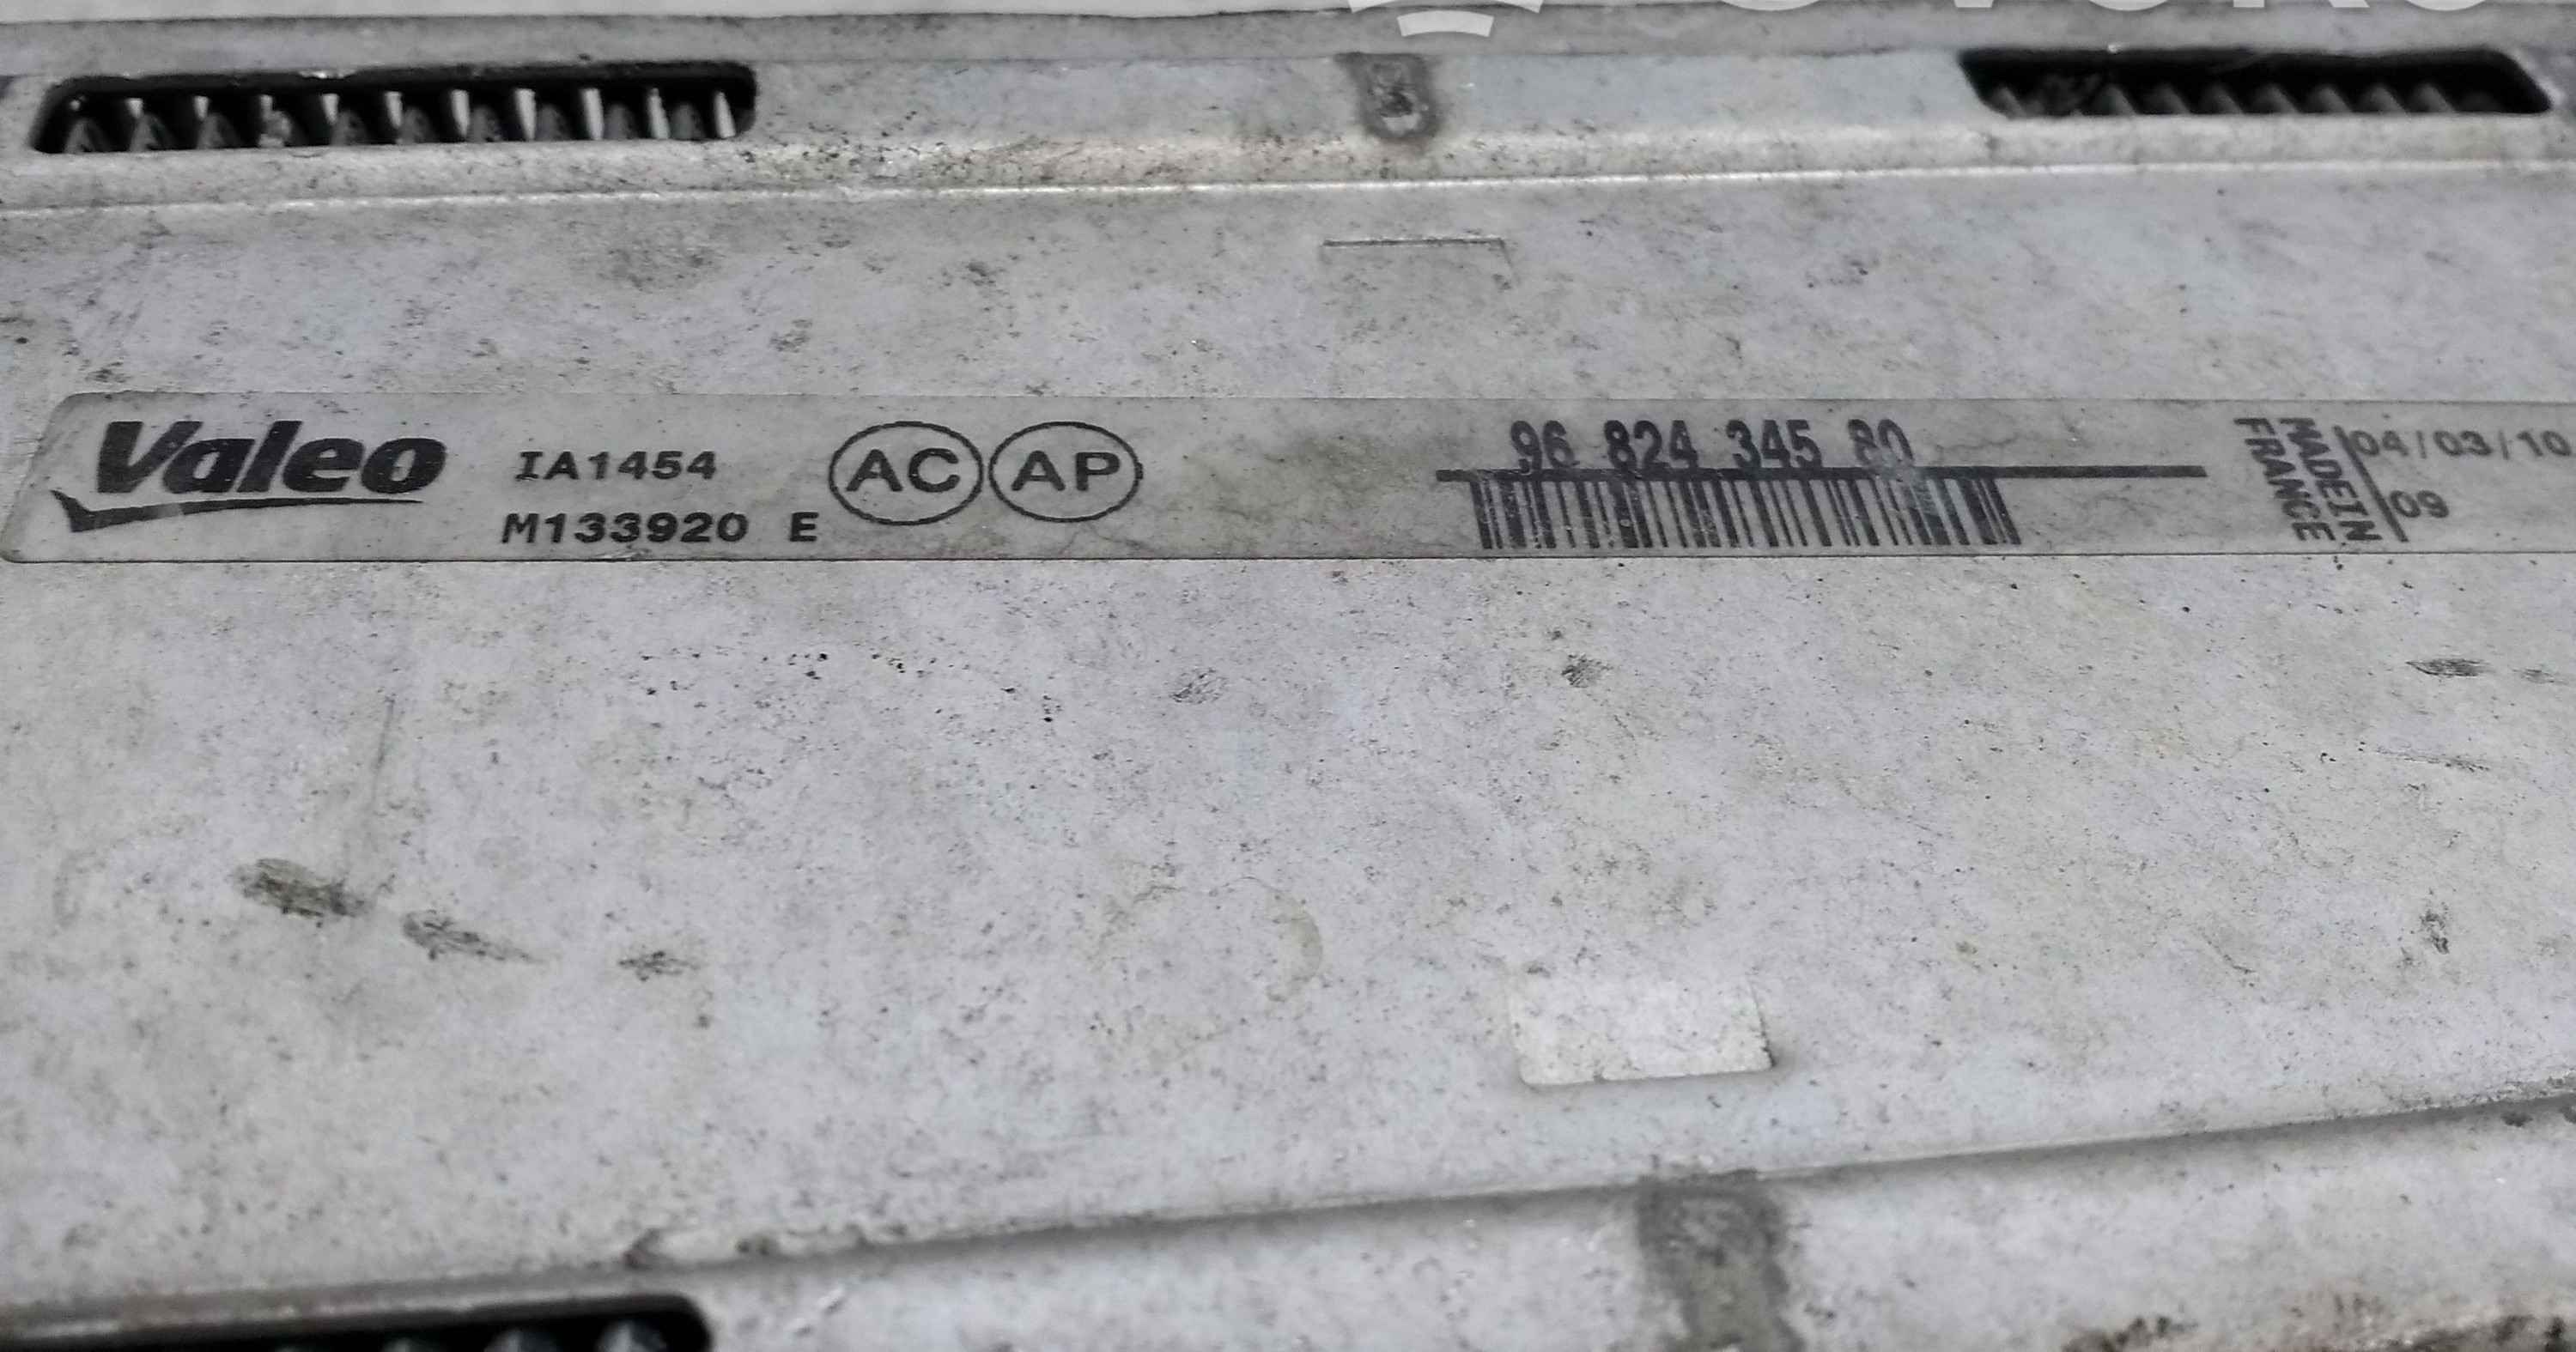 Valeo
IA1454
M133920 E
AC AP
96 824 345 80
MADE IN
FRANCE
04/03/10
09